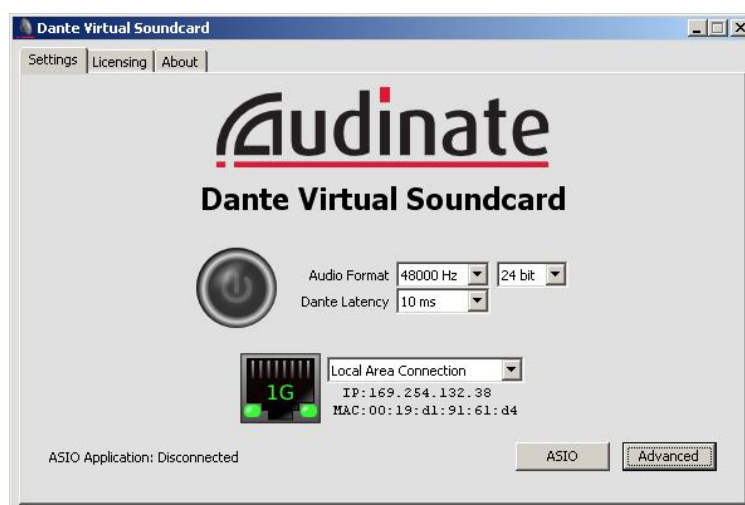 Dante Virtual Soundcard
Settings Licensing About
Audinate
Dante Virtual Soundcard
Audio Format 48000 Hz 24 bit
Dante Latency 10 ms
Local Area Connection
1G
IP:169.254.132.38
MAC:00:19:d1:91:61:d4
ASIO Application: Disconnected
ASIO Advanced